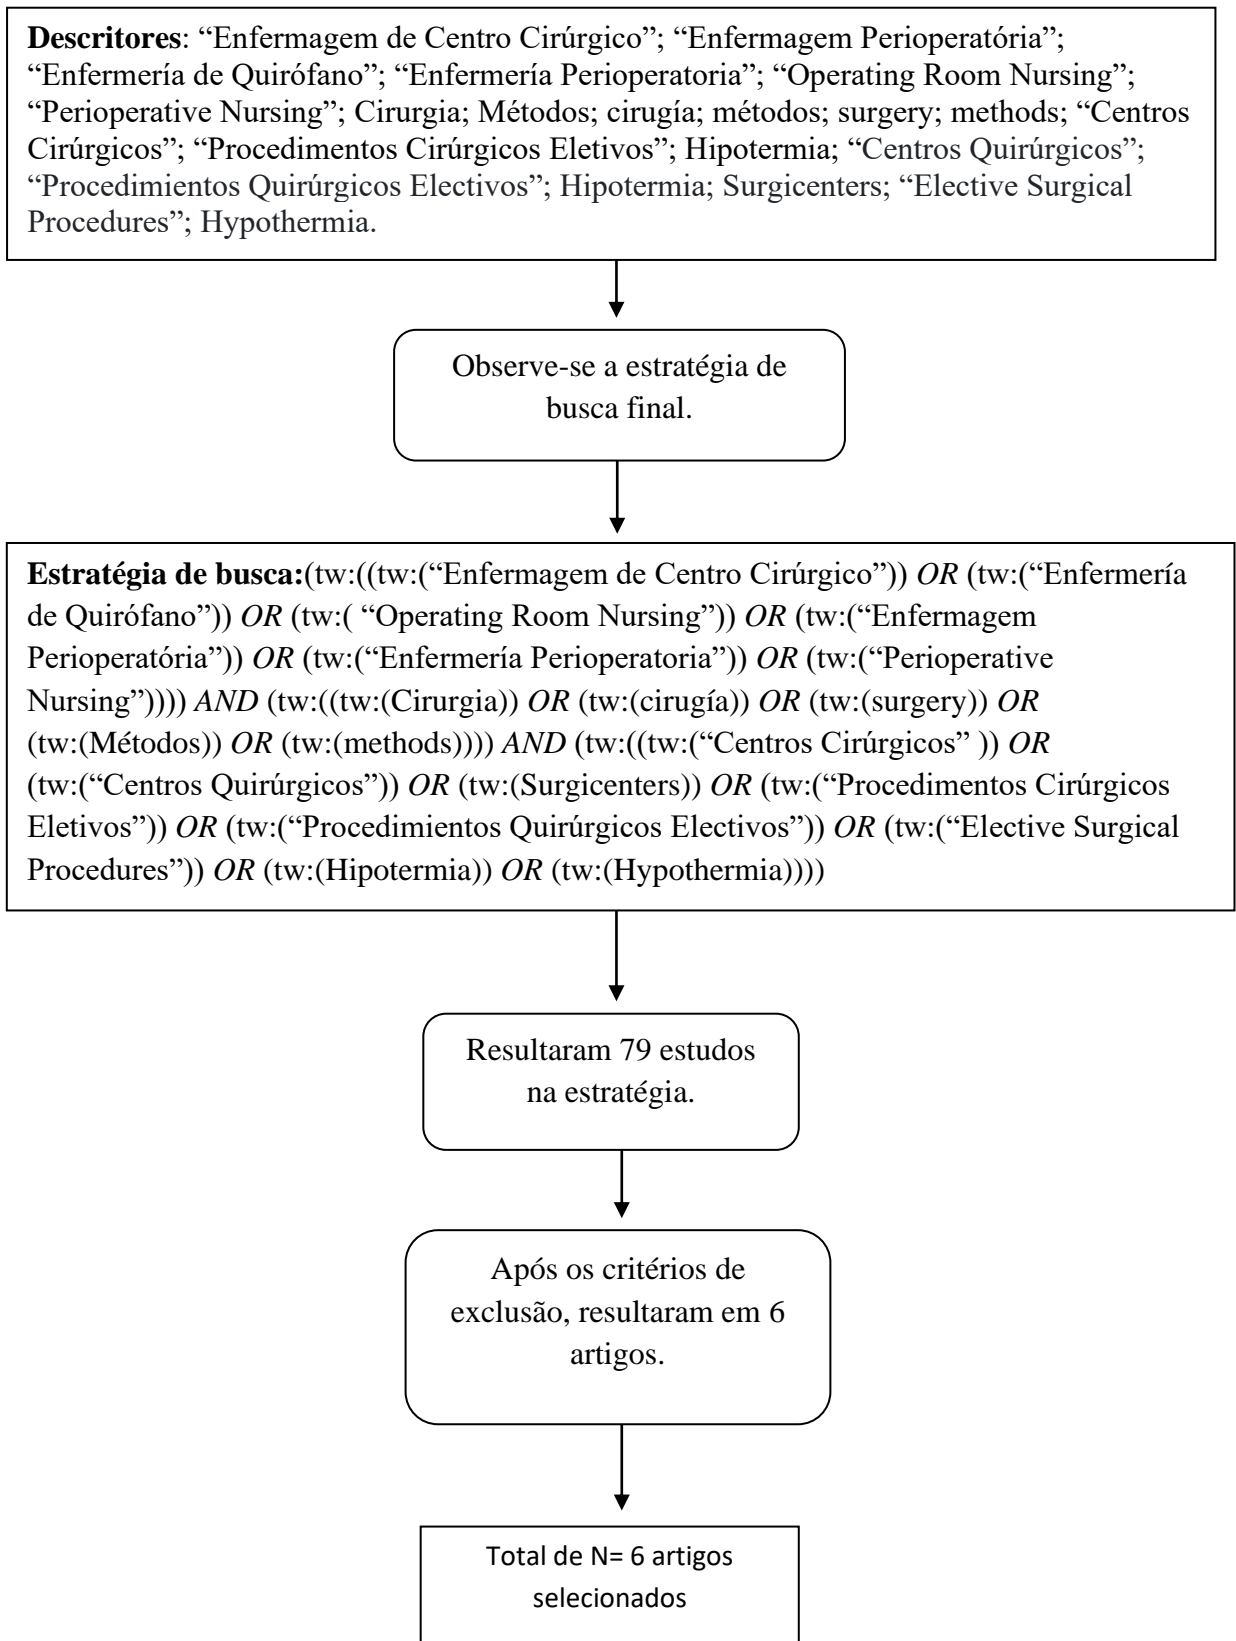 Descritores: “Enfermagem de Centro Cirúrgico”; “Enfermagem Perioperatória”;
“Enfermería de Quirófano”; “Enfermería Perioperatoria”; “Operating Room Nursing”;
“Perioperative Nursing”; Cirurgia; Métodos; cirugía; métodos; surgery; methods; “Centros
Cirúrgicos”; “Procedimentos Cirúrgicos Eletivos”; Hipotermia; “Centros Quirúrgicos”;
“Procedimientos Quirúrgicos Electivos”; Hipotermia; Surgicenters; “Elective Surgical
Procedures”; Hypothermia.
Observe-se a estratégia de
busca final.
Estratégia de busca:(tw:((tw:(“Enfermagem de Centro Cirúrgico”)) OR (tw:(“Enfermería
de Quirófano”)) OR (tw:( “Operating Room Nursing”)) OR (tw:(“Enfermagem
Perioperatória”)) OR (tw:(“Enfermería Perioperatoria”)) OR (tw:(“Perioperative
Nursing”)))) AND (tw:((tw:(Cirurgia)) OR (tw:(cirugía)) OR (tw:(surgery)) OR
(tw:(Métodos)) OR (tw:(methods)))) AND (tw:((tw:(“Centros Cirúrgicos” )) OR
(tw:(“Centros Quirúrgicos”)) OR (tw:(Surgicenters)) OR (tw:(“Procedimentos Cirúrgicos
Eletivos”)) OR (tw:(“Procedimientos Quirúrgicos Electivos”)) OR (tw:(“Elective Surgical
Procedures”)) OR (tw:(Hipotermia)) OR (tw:(Hypothermia))))
Resultaram 79 estudos
na estratégia.
Após os critérios de
exclusão, resultaram em 6
artigos.
Total de N= 6 artigos
selecionados